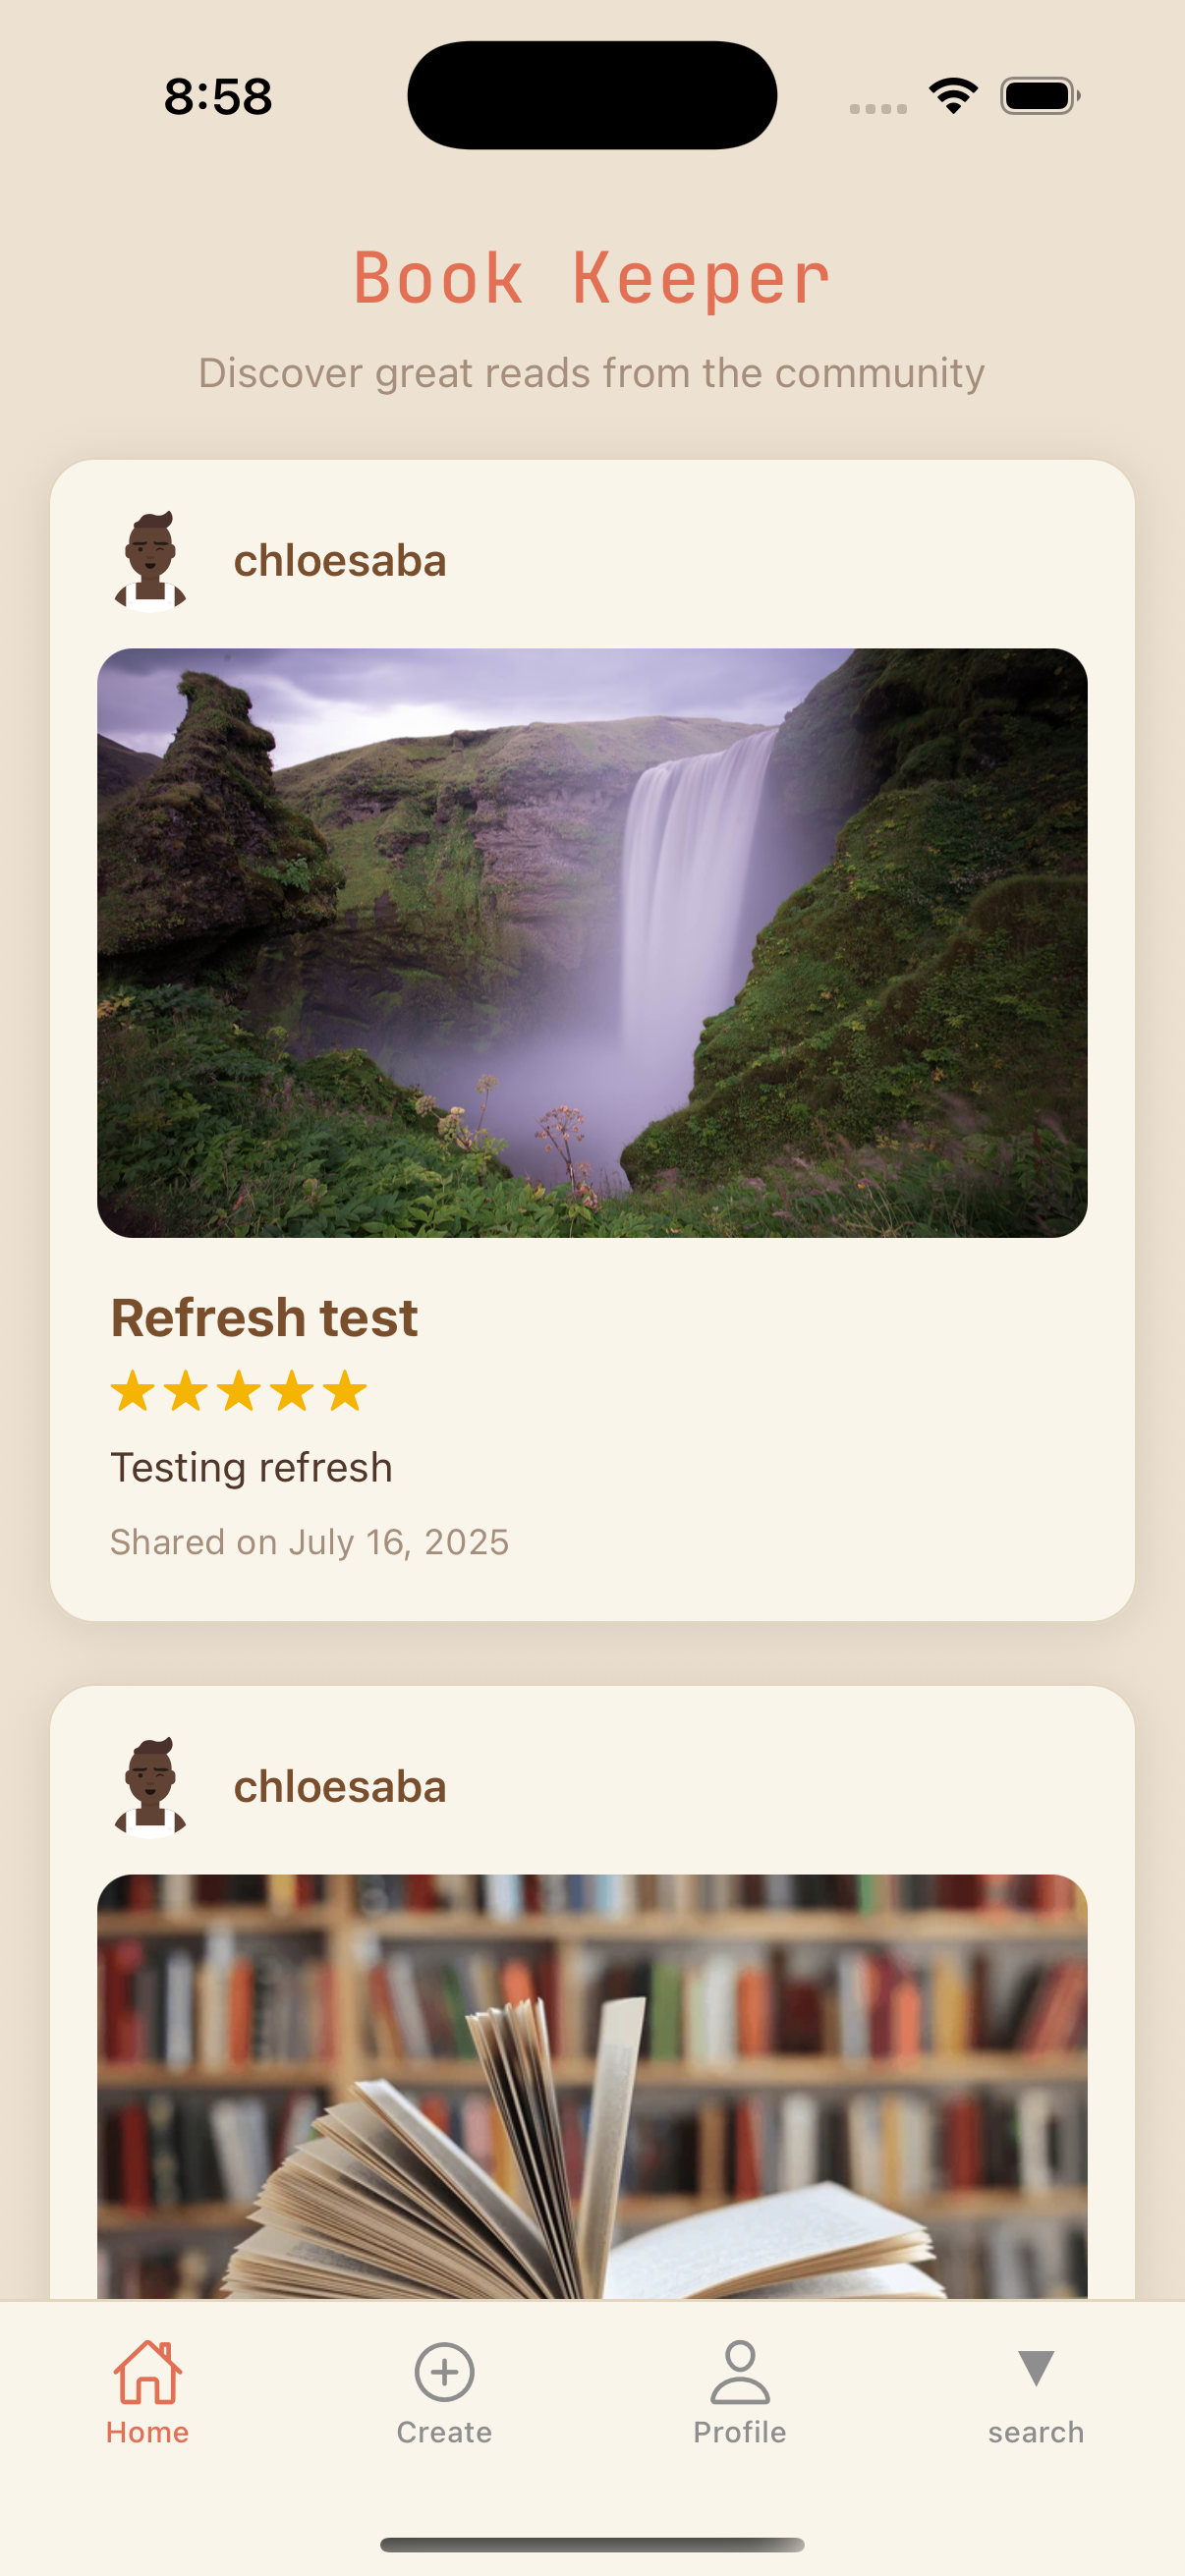 8:58
Book Keeper
Discover great reads from the community
chloesaba
Refresh test
Testing refresh
Shared on July 16, 2025
chloesaba
Home
Create
Profile
search